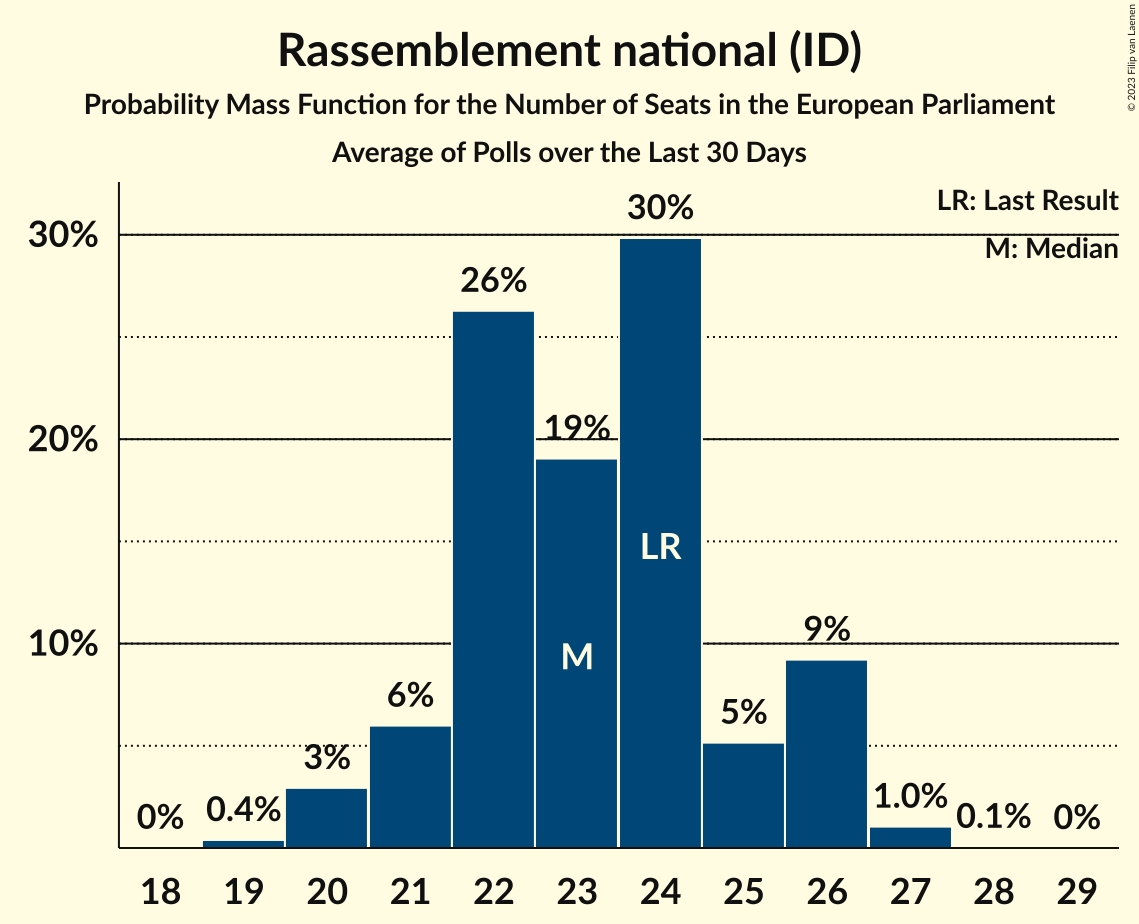 Rassemblement national (ID)
Probability Mass Function for the Number of Seats in the European Parliament
Average of Polls over the Last 30 Days
© 2023 Filip van Laenen
LR: Last Result
M: Median
30%
20%
10%
0%
0.4%
3%
6%
26%
19%
30%
5%
9%
1.0%
0.1%
0%
LR
M
18 19 20 21 22 23 24 25 26 27 28 29